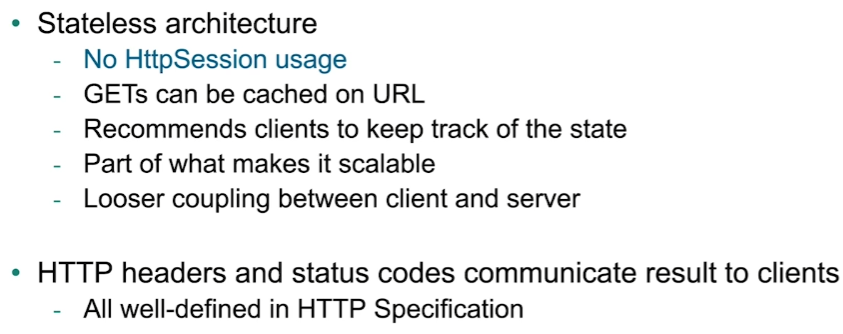 • Stateless architecture
- No HttpSession usage
- GETs can be cached on URL
- Recommends clients to keep track of the state
- Part of what makes it scalable
- Looser coupling between client and server
• HTTP headers and status codes communicate result to clients
- All well-defined in HTTP Specification